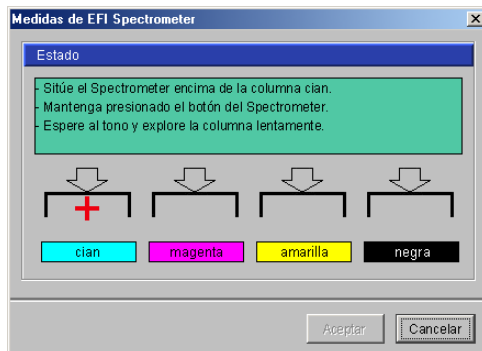 Medidas de EFI Spectrometer
Estado
- Sitúe el Spectrometer encima de la columna cian.
- Mantenga presionado el botón del Spectrometer.
- Espere al tono y explore la columna lentamente.
cian magenta amarilla negra
Aceptar Cancelar